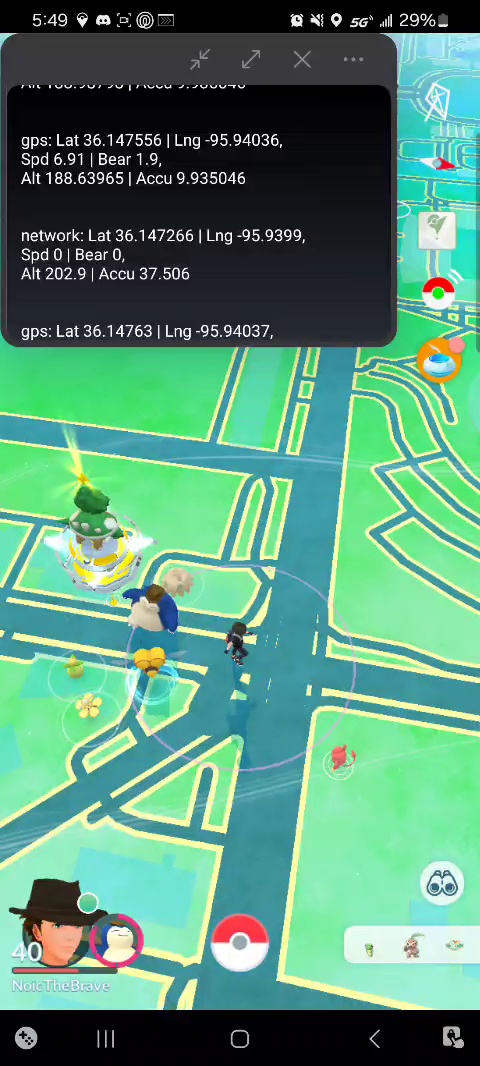 5:49
5G
29%
gps: Lat 36.147556 | Lng -95.94036,
Spd 6.91 | Bear 1.9,
Alt 188.63965 | Accu 9.935046
network: Lat 36.147266 | Lng -95.9399,
Spd 0 | Bear 0,
Alt 202.9 | Accu 37.506
gps: Lat 36.14763 | Lng -95.94037,
40
NoicTheBrave